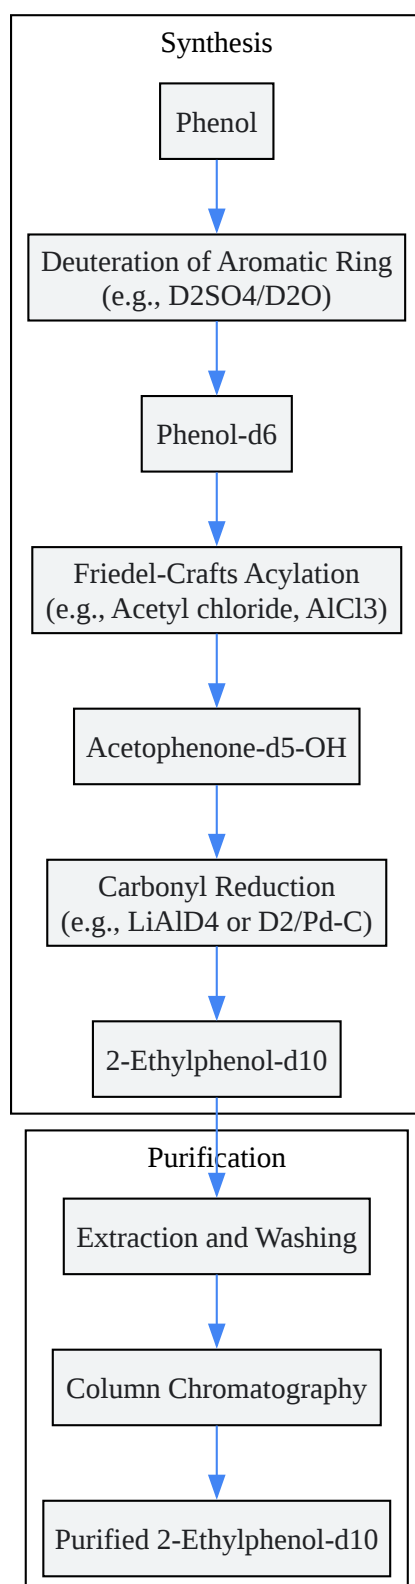 Synthesis
Phenol
Deuteration of Aromatic Ring
(e.g., D2SO4/D2O)
Phenol-d6
Friedel-Crafts Acylation
(e.g., Acetyl chloride, AlCl3)
Acetophenone-d5-OH
Carbonyl Reduction
(e.g., LiAlD4 or D2/Pd-C)
2-Ethylphenol-d10
Purification
Extraction and Washing
Column Chromatography
Purified 2-Ethylphenol-d10